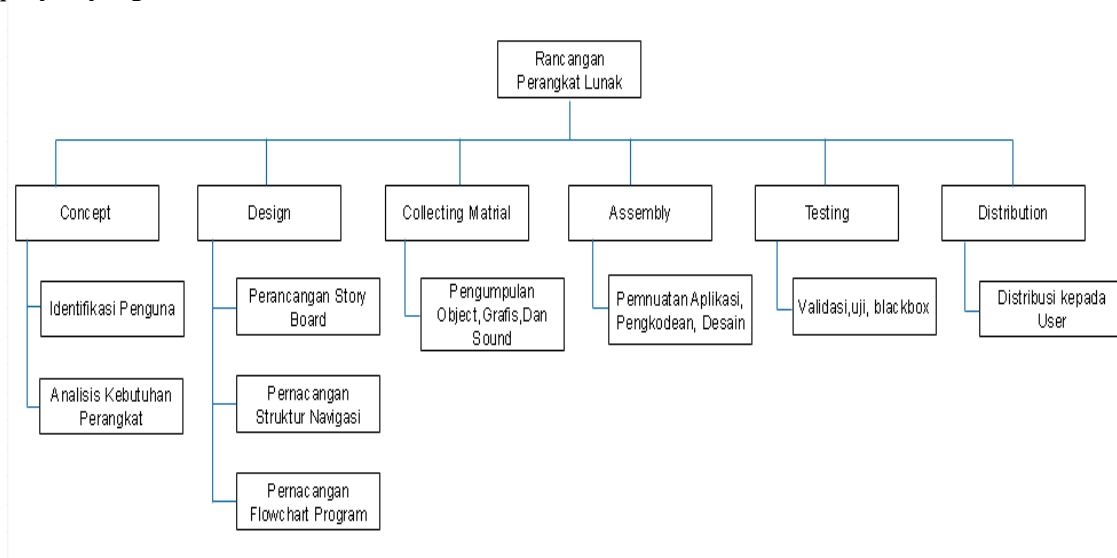 Rancangan
Perangkat Lunak
Concept
Design
Collecting Matrial
Assembly
Testing
Distribution
Identifikasi Penguna
Analisis Kebutuhan
Perangkat
Perancangan Story
Board
Pernacangan
Struktur Navigasi
Pernacangan
Flowchart Program
Pengumpulan
Object,Grafis,Dan
Sound
Pemnuatan Aplikasi,
Pengkodean, Desain
Validasi,uji, blackbox
Distribusi kepada
User